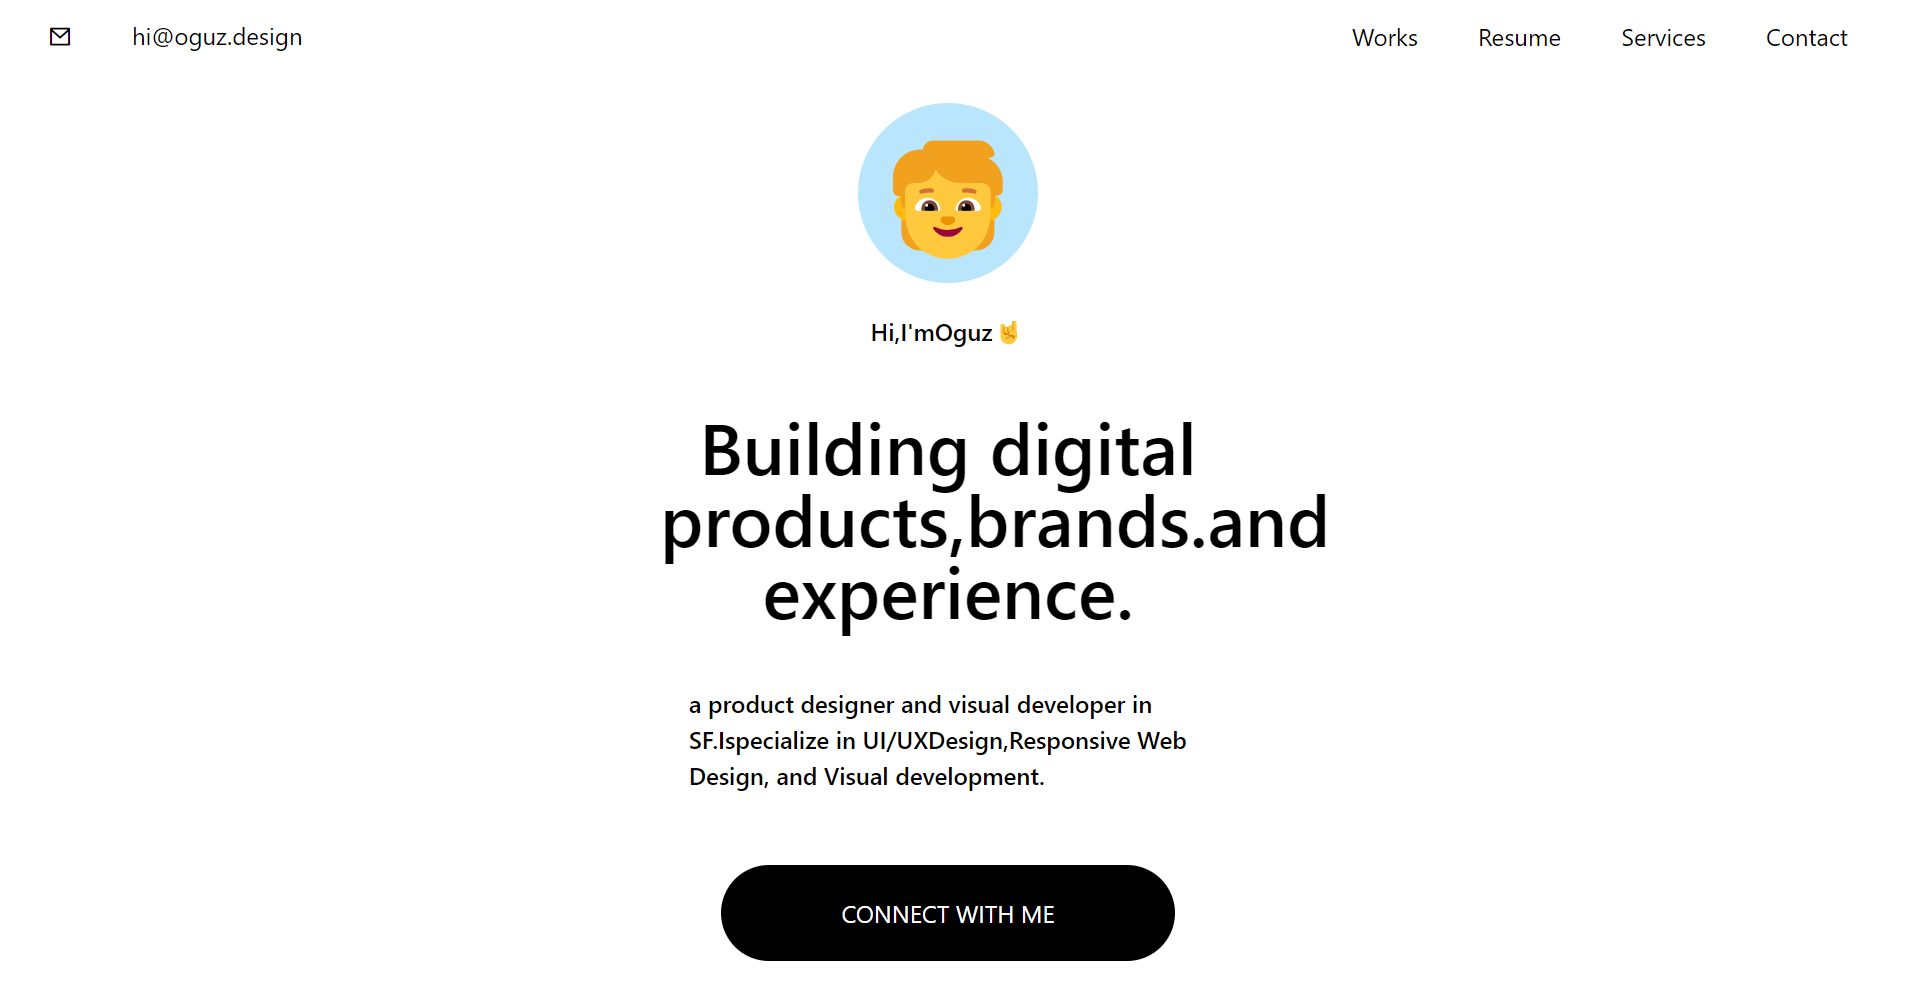 hi@oguz.design
Works Resume Services Contact
Hi,I'mOguz🤘
Building digital
products,brands.and
experience.
a product designer and visual developer in
SF.Ispecialize in UI/UXDesign,Responsive Web
Design, and Visual development.
CONNECT WITH ME